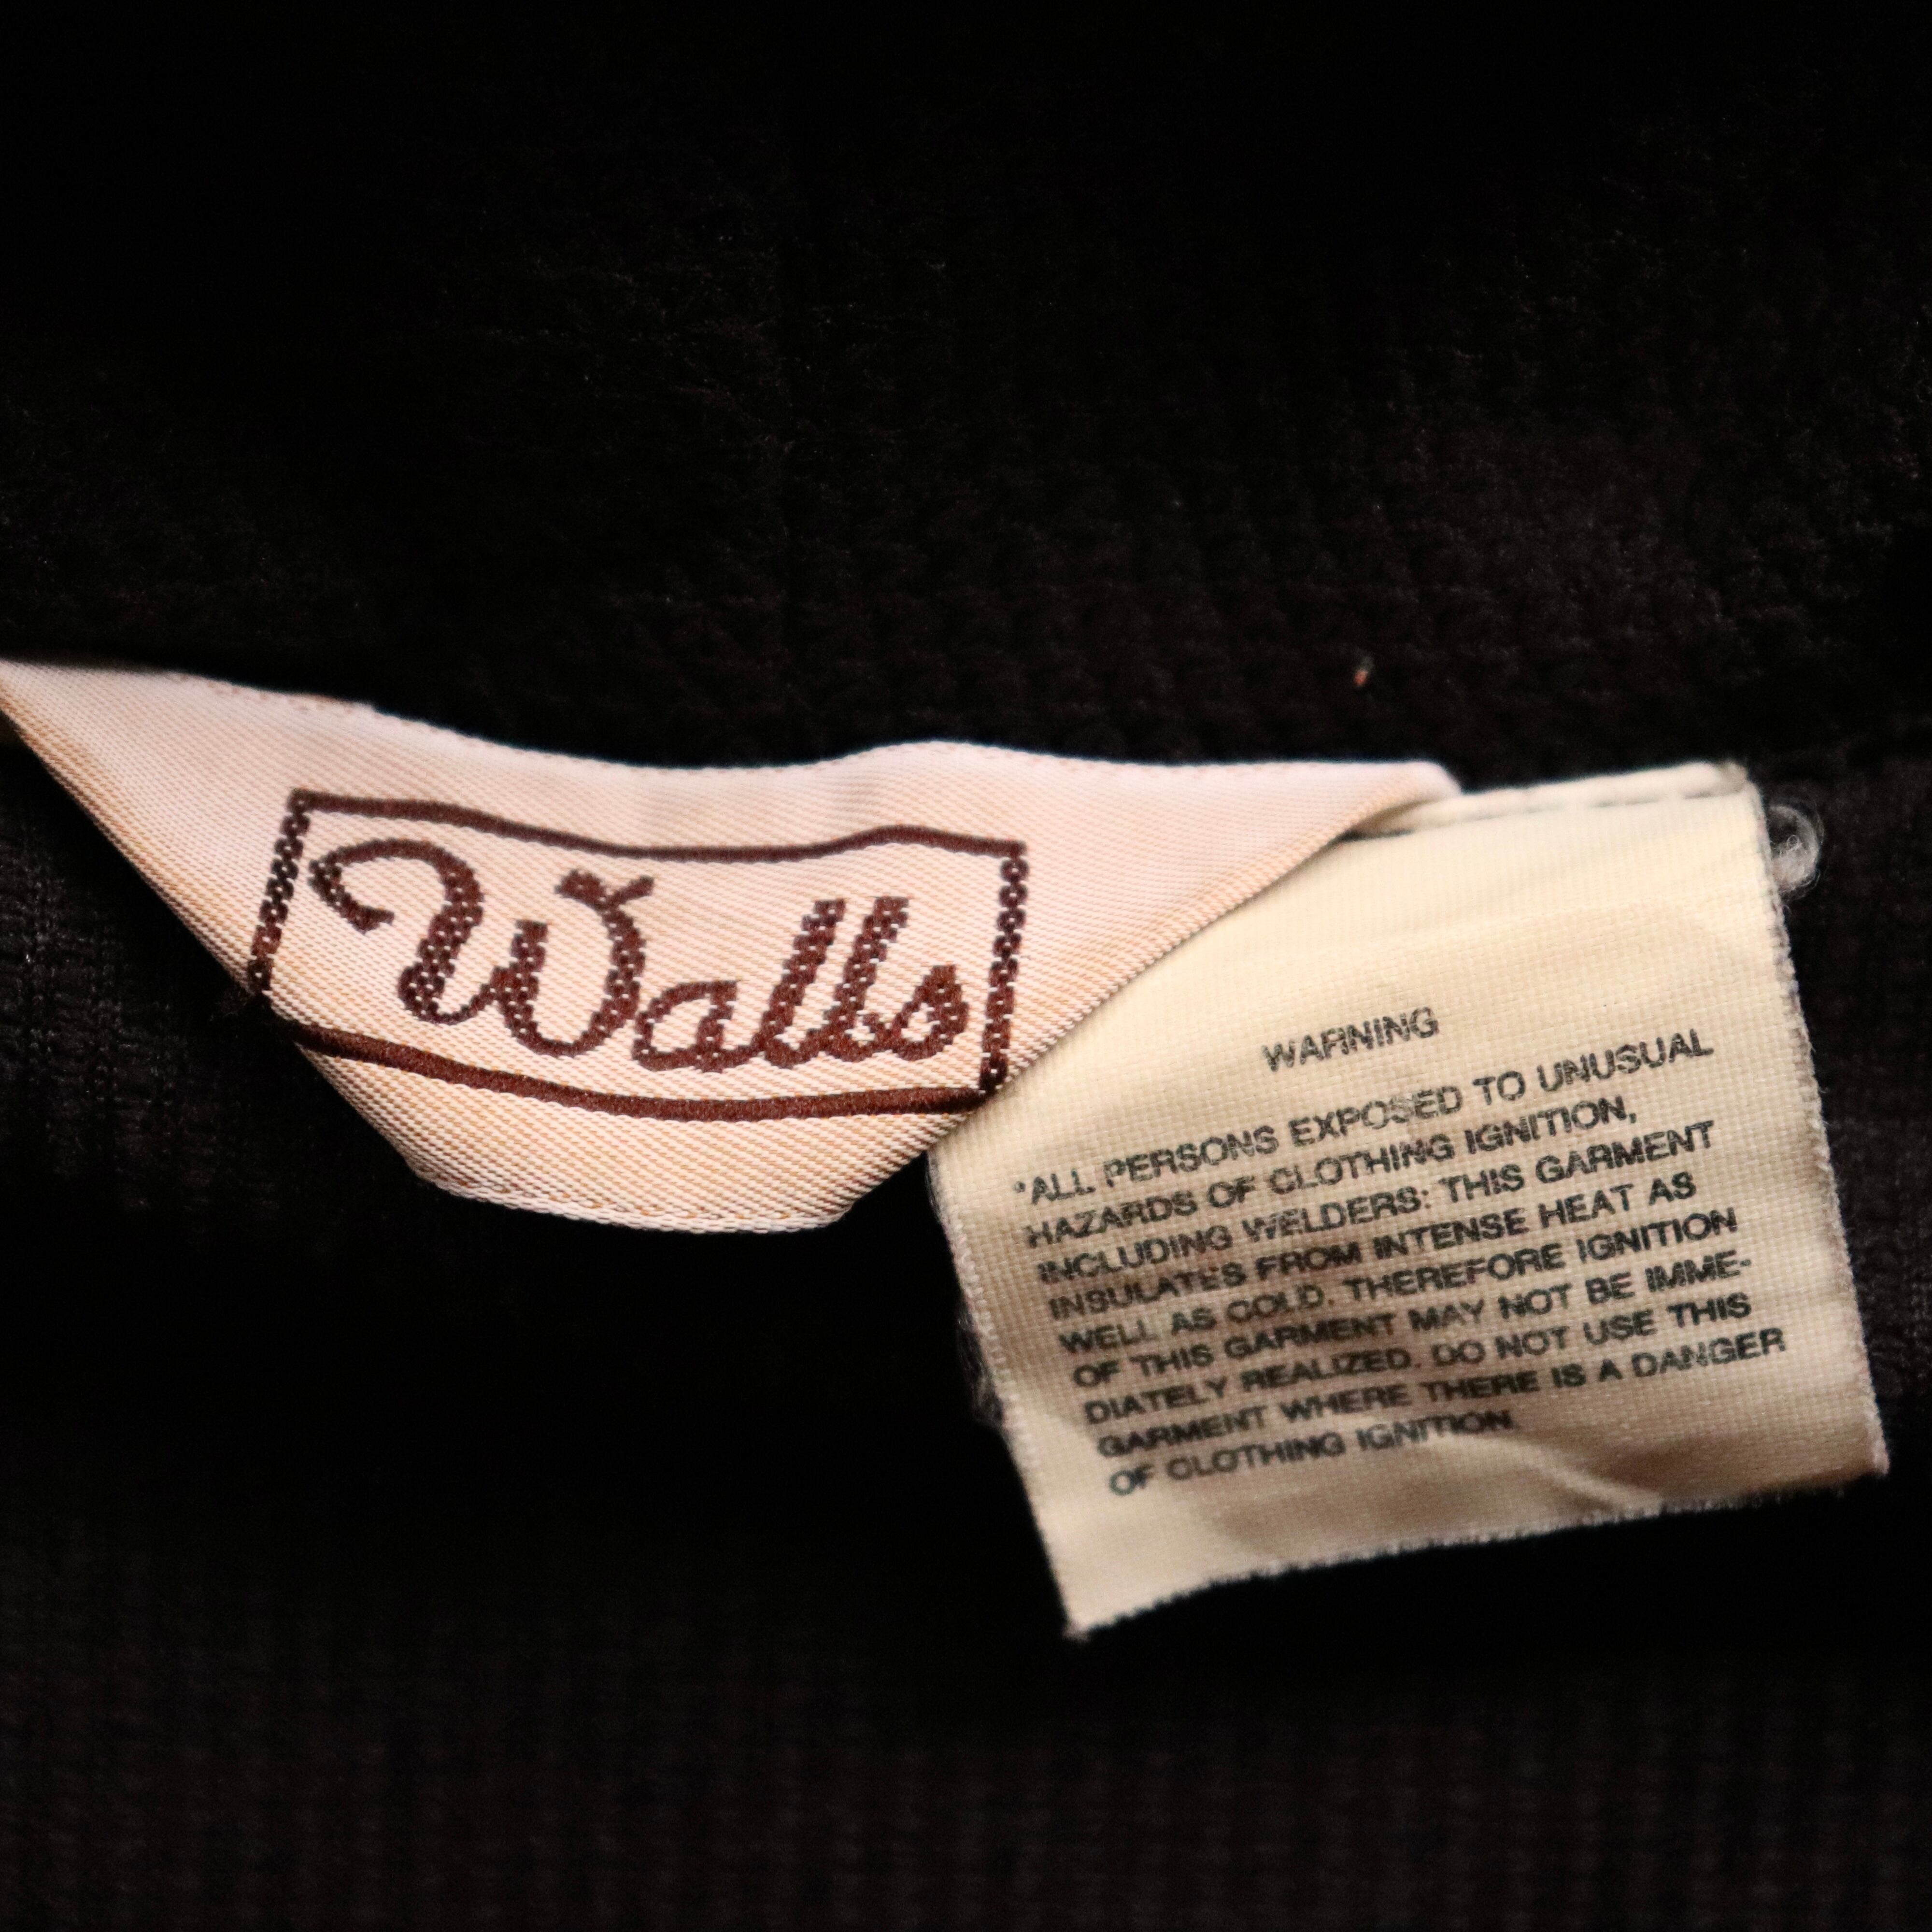 Walls
WARNING
"ALL PERSONS EXPOSED TO UNUSUAL
HAZARDS OF CLOTHING IGNITION,
INCLUDING WELDERS: THIS GARMENT
INSULATES FROM INTENSE HEAT AS
WELL AS COLD. THEREFORE IGNITION
OF THIS GARMENT MAY NOT BE IMME-
DIATELY REALIZED. DO NOT USE THIS
GARMENT WHERE THERE IS A DANGER
OF CLOTHING IGNITION.